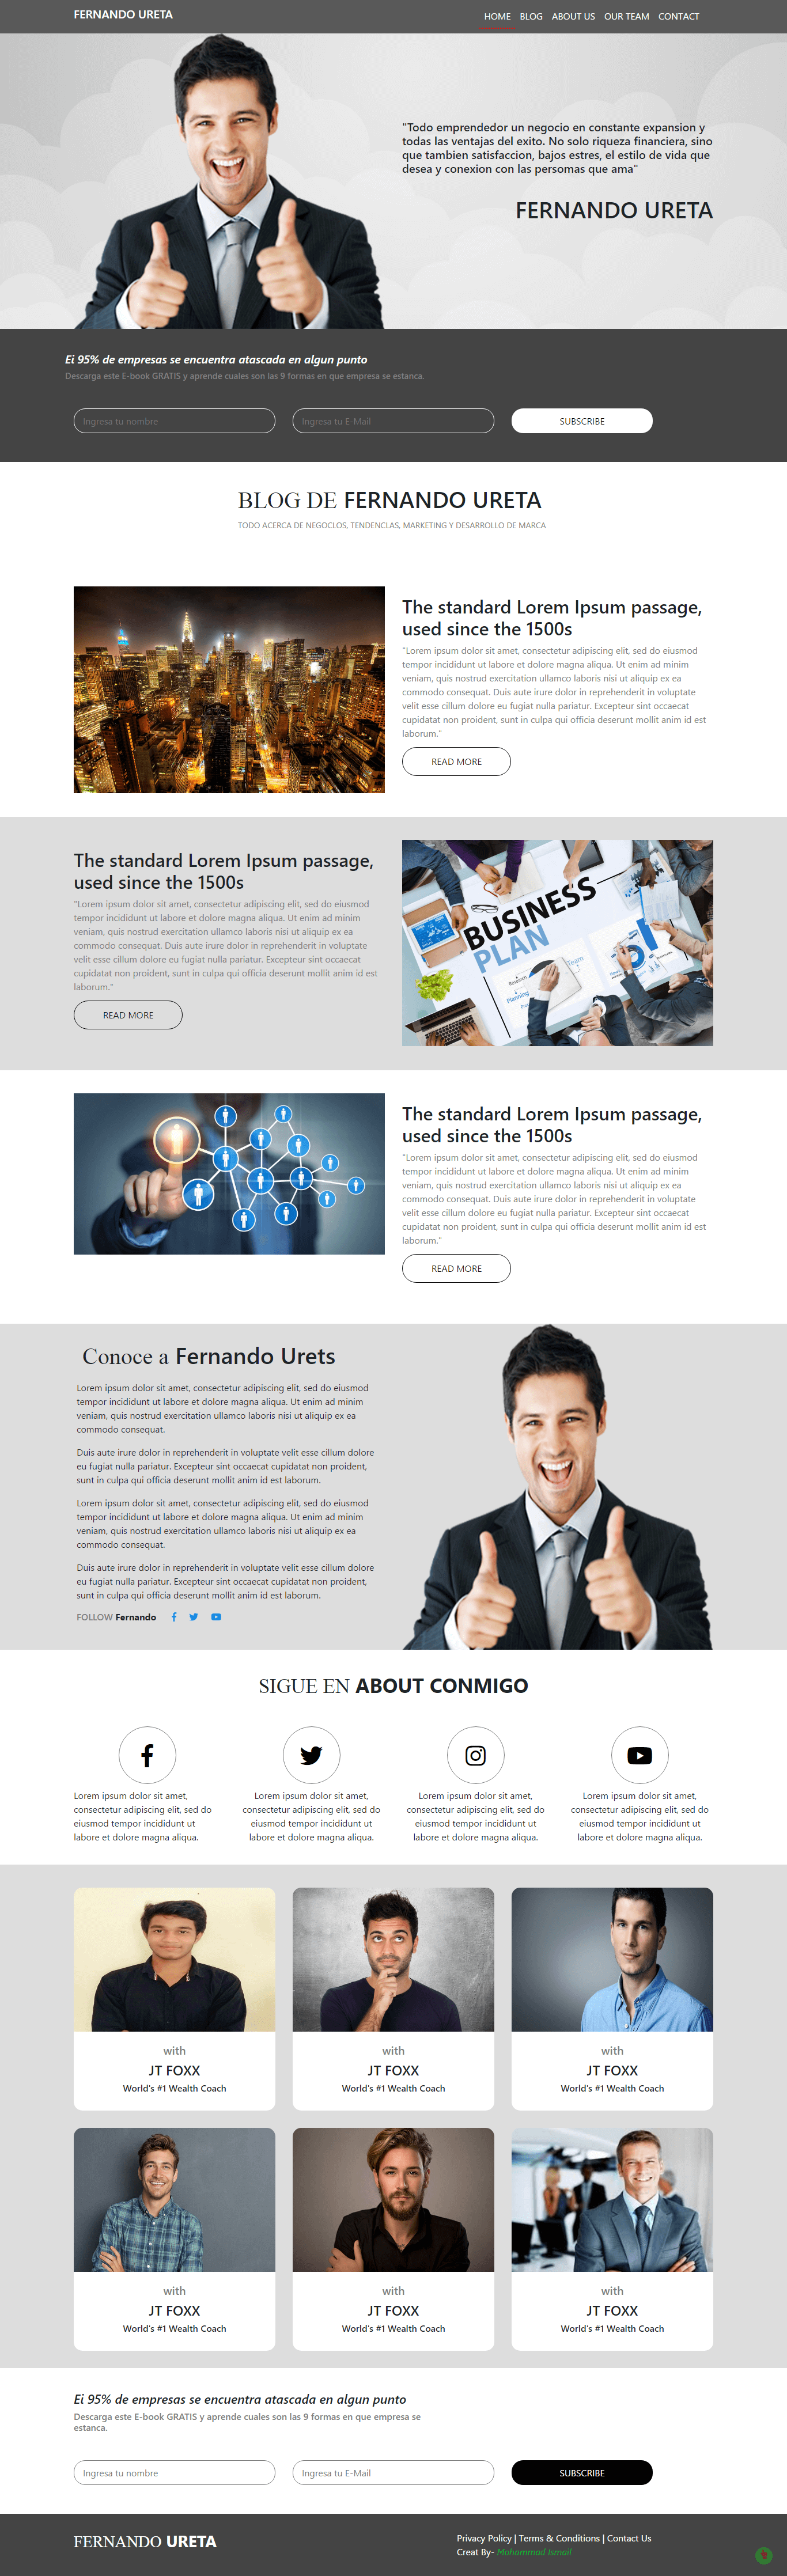 FERNANDO URETA
HOME BLOG ABOUT US OUR TEAM CONTACT
"Todo emprendedor un negocio en constante expansion y
todas las ventajas del exito. No solo riqueza financiera, sino
que tambien satisfaccion, bajos estres, el estilo de vida que
desea y conexion con las persomas que ama"
FERNANDO URETA
Ei 95% de empresas se encuentra atascada en algun punto
Descarga este E-book GRATIS y aprende cuales son las 9 formas en que empresa se estanca.
Ingresa tu nombre
Ingresa tu E-Mail
SUBSCRIBE
BLOG DE FERNANDO URETA
TODO ACERCA DE NEGOCLOS. TENDENCLAS, MARKETING Y DESARROLLO DE MARCA
The standard Lorem Ipsum passage,
used since the 1500s
"Lorem ipsum dolor sit amet, consectetur adipiscing elit, sed do eiusmod
tempor incididunt ut labore et dolore magna aliqua. Ut enim ad minim
veniam, quis nostrud exercitation ullamco laboris nisi ut aliquip ex ea
commodo consequat. Duis aute irure dolor in reprehenderit in voluptate
velit esse cillum dolore eu fugiat nulla pariatur. Excepteur sint occaecat
cupidatat non proident, sunt in culpa qui officia deserunt mollit anim id est
laborum."
READ MORE
The standard Lorem Ipsum passage,
used since the 1500s
"Lorem ipsum dolor sit amet, consectetur adipiscing elit, sed do eiusmod
tempor incididunt ut labore et dolore magna aliqua. Ut enim ad minim
veniam, quis nostrud exercitation ullamco laboris nisi ut aliquip ex ea
commodo consequat. Duis aute irure dolor in reprehenderit in voluptate
velit esse cillum dolore eu fugiat nulla pariatur. Excepteur sint occaecat
cupidatat non proident, sunt in culpa qui officia deserunt mollit anim id est
laborum."
READ MORE
BUSINESS
PLAN
Research
Team
Planning
The standard Lorem Ipsum passage,
used since the 1500s
"Lorem ipsum dolor sit amet, consectetur adipiscing elit, sed do eiusmod
tempor incididunt ut labore et dolore magna aliqua. Ut enim ad minim
veniam, quis nostrud exercitation ullamco laboris nisi ut aliquip ex ea
commodo consequat. Duis aute irure dolor in reprehenderit in voluptate
velit esse cillum dolore eu fugiat nulla pariatur. Excepteur sint occaecat
cupidatat non proident, sunt in culpa qui officia deserunt mollit anim id est
laborum."
READ MORE
Conoce a Fernando Urets
Lorem ipsum dolor sit amet, consectetur adipiscing elit, sed do eiusmod
tempor incididunt ut labore et dolore magna aliqua. Ut enim ad minim
veniam, quis nostrud exercitation ullamco laboris nisi ut aliquip ex ea
commodo consequat.
Duis aute irure dolor in reprehenderit in voluptate velit esse cillum dolore
eu fugiat nulla pariatur. Excepteur sint occaecat cupidatat non proident,
sunt in culpa qui officia deserunt mollit anim id est laborum.
Lorem ipsum dolor sit amet, consectetur adipiscing elit, sed do eiusmod
tempor incididunt ut labore et dolore magna aliqua. Ut enim ad minim
veniam, quis nostrud exercitation ullamco laboris nisi ut aliquip ex ea
commodo consequat.
Duis aute irure dolor in reprehenderit in voluptate velit esse cillum dolore
eu fugiat nulla pariatur. Excepteur sint occaecat cupidatat non proident,
sunt in culpa qui officia deserunt mollit anim id est laborum.
FOLLOW Fernando
SIGUE EN ABOUT CONMIGO
Lorem ipsum dolor sit amet,
consectetur adipiscing elit, sed do
eiusmod tempor incididunt ut
labore et dolore magna aliqua.
Lorem ipsum dolor sit amet,
consectetur adipiscing elit, sed do
eiusmod tempor incididunt ut
labore et dolore magna aliqua.
Lorem ipsum dolor sit amet,
consectetur adipiscing elit, sed do
eiusmod tempor incididunt ut
labore et dolore magna aliqua.
Lorem ipsum dolor sit amet,
consectetur adipiscing elit, sed do
eiusmod tempor incididunt ut
labore et dolore magna aliqua.
with
JT FOXX
World's #1 Wealth Coach
with
JT FOXX
World's #1 Wealth Coach
with
JT FOXX
World's #1 Wealth Coach
with
JT FOXX
World's #1 Wealth Coach
with
JT FOXX
World's #1 Wealth Coach
with
JT FOXX
World's #1 Wealth Coach
Ei 95% de empresas se encuentra atascada en algun punto
Descarga este E-book GRATIS y aprende cuales son las 9 formas en que empresa se
estanca.
Ingresa tu nombre
Ingresa tu E-Mail
SUBSCRIBE
FERNANDO URETA
Privacy Policy | Terms & Conditions | Contact Us
Creat By- Mohammad Ismail